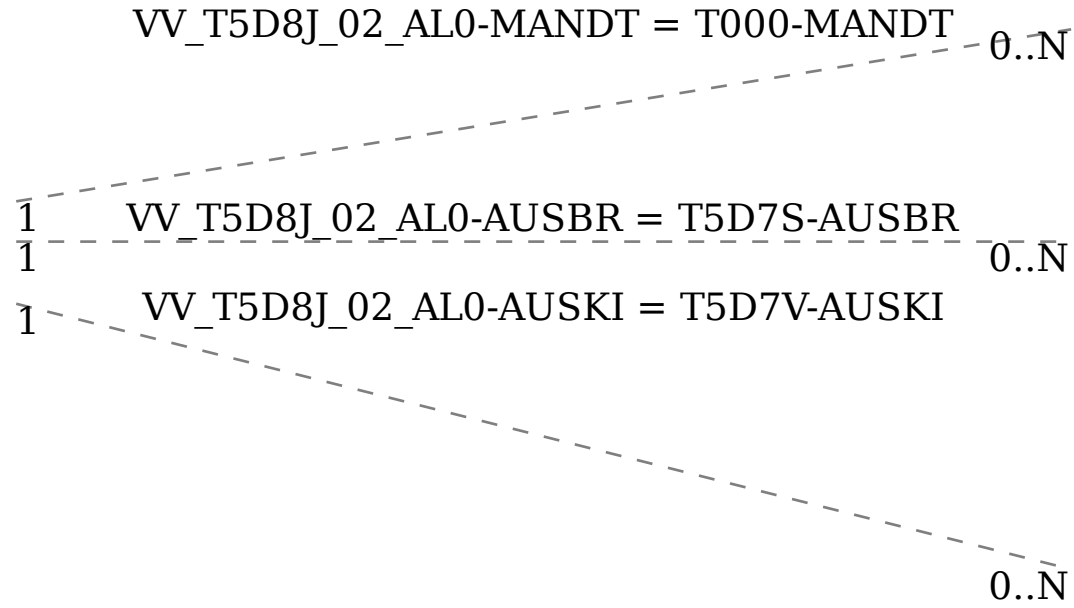 VV_T5D8J_02_AL0-MANDT = T000-MANDT
0..N
1
VV_T5D8J_02_AL0-AUSBR = T5D7S-AUSBR
1
0..N
VV_T5D8J_02_AL0-AUSKI = T5D7V-AUSKI
1
0..N